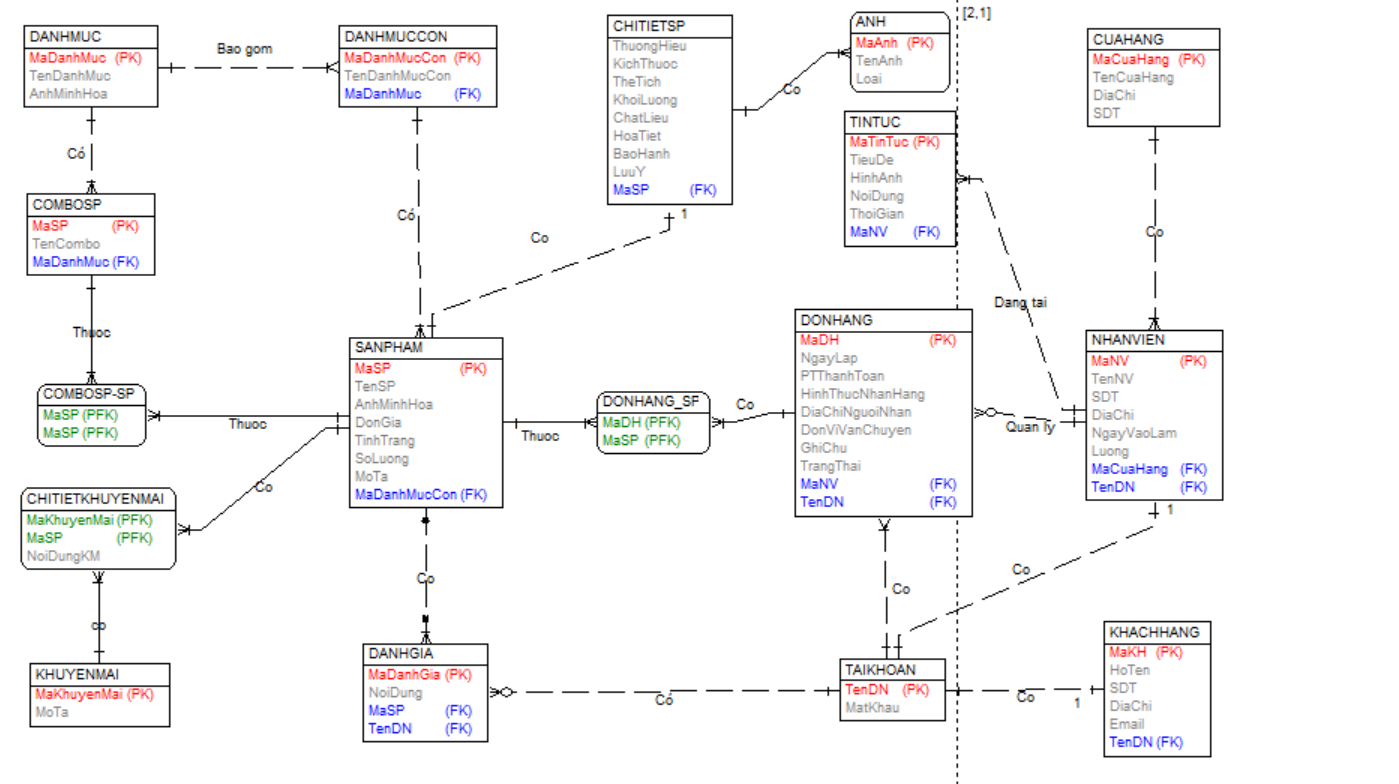 DANHMUC
MaDanhMuc (PK)
TenDanhMuc
AnhMinhHoa
Bao gom
DANHMUCCON
MaDanhMucCon (PK)
TenDanhMucCon
MaDanhMuc (FK)
CHITIETSP
ThuongHieu
KichThuoc
TheTich
KhoiLuong
ChatLieu
HoaTiet
BaoHanh
LuuY
MaSP (FK)
1
Co
ANH
MaAnh (PK)
TenAnh
Loai
[2,1]
TINTUC
MaTinTuc (PK)
TieuDe
HinhAnh
NoiDung
ThoiGian
MaNV (FK)
CUAHANG
MaCuaHang (PK)
TenCuaHang
DiaChi
SDT
Có
Có
Co
Co
Dang tai
COMBOSP
MaSP (PK)
TenCombo
MaDanhMuc (FK)
Thuoc
COMBOSP-SP
MaSP (PFK)
MaSP (PFK)
Thuoc
SANPHAM
MaSP (PK)
TenSP
AnhMinhHoa
DonGia
TinhTrang
SoLuong
MoTa
MaDanhMucCon (FK)
Thuoc
DONHANG_SP
MaDH (PFK)
MaSP (PFK)
Co
DONHANG
MaDH (PK)
NgayLap
PTThanhToan
HinhThucNhanHang
DiaChiNguoiNhan
DonViVanChuyen
GhiChu
TrangThai
MaNV (FK)
TenDN (FK)
Quan ly
NHANVIEN
MaNV (PK)
TenNV
SDT
DiaChi
NgayVaoLam
Luong
MaCuaHang (FK)
TenDN (FK)
1
Co
CHITIETKHUYENMAI
MaKhuyenMai (PFK)
MaSP (PFK)
NoiDungKM
co
KHUYENMAI
MaKhuyenMai (PK)
MoTa
Co
DANHGIA
MaDanhGia (PK)
NoiDung
MaSP (FK)
TenDN (FK)
Có
Co
Co
TAIKHOAN
TenDN (PK)
MatKhau
Co
1
KHACHHANG
MaKH (PK)
HoTen
SDT
DiaChi
Email
TenDN (FK)